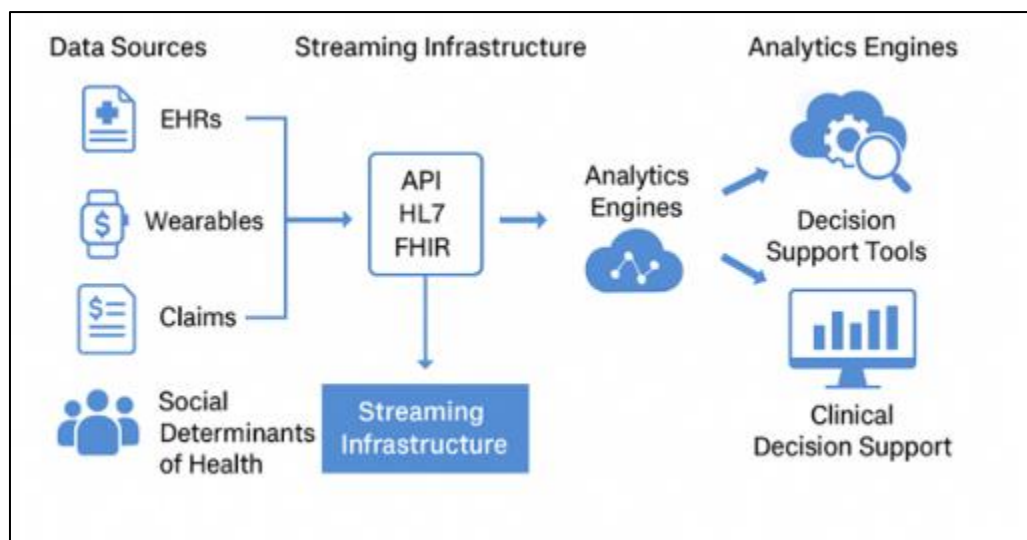 Data Sources
Streaming Infrastructure
Analytics Engines
EHRs
Wearables
$
Claims
$
Social
Determinants
of Health
API
HL7
FHIR
Streaming
Infrastructure
Analytics
Engines
Decision
Support Tools
Clinical
Decision Support